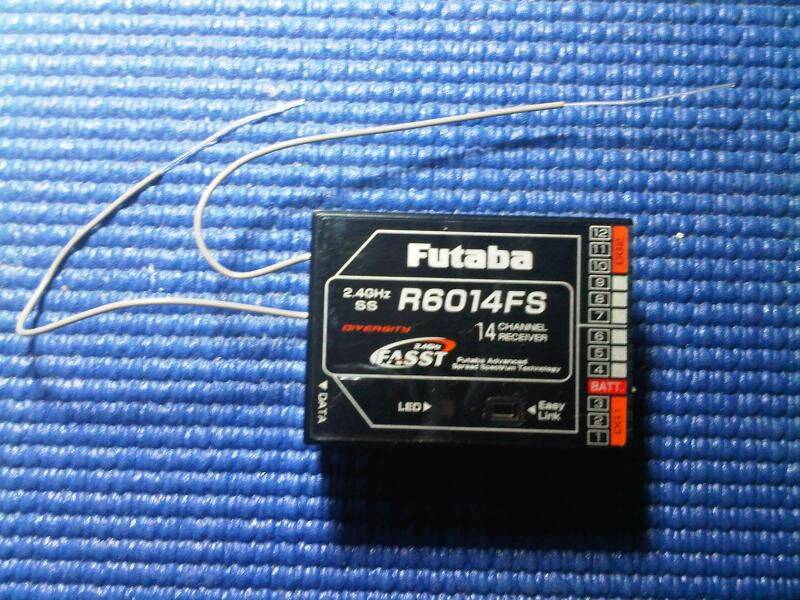 Futaba
2.4GHz
SS
R6014FS
DIVERSITY
14 CHANNEL
RECEIVER
2.4GHz
FASST
Futaba Advanced
Spread Spectrum Technology
▼DATA
LED▶
◀Easy
Link
12
11
10
9
8
7
6
5
4
BATT.
3
2
1
DG2
DG1